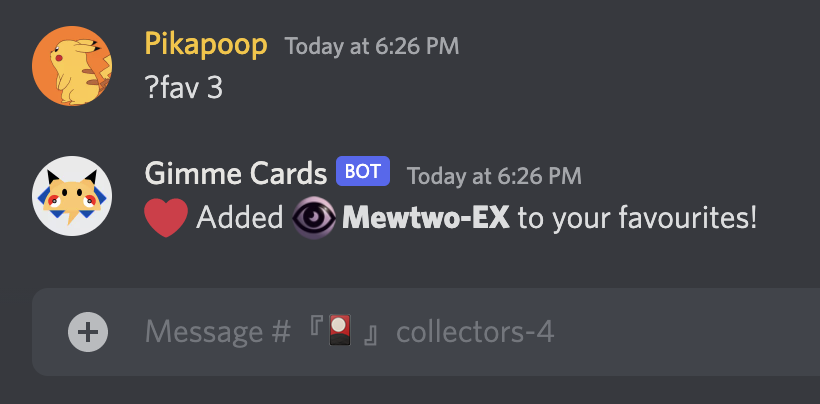 Pikapoop Today at 6:26 PM
?fav 3
Gimme Cards BOT Today at 6:26 PM
❤️ Added 👁 Mewtwo-EX to your favourites!
Message # 『🎴』collectors-4